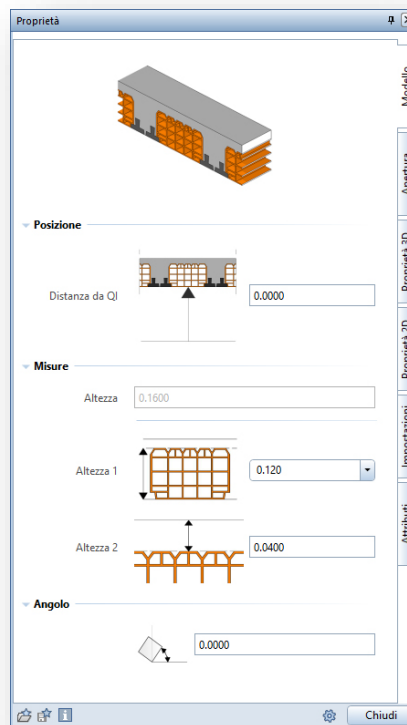 Proprietà
Modello
Apertura
Proprietà 3D
Proprietà 2D
Importazioni
Attributi
Posizione
Distanza da QI
0.0000
Misure
Altezza
0.1600
Altezza 1
0.120
Altezza 2
0.0400
Angolo
0.0000
Chiudi